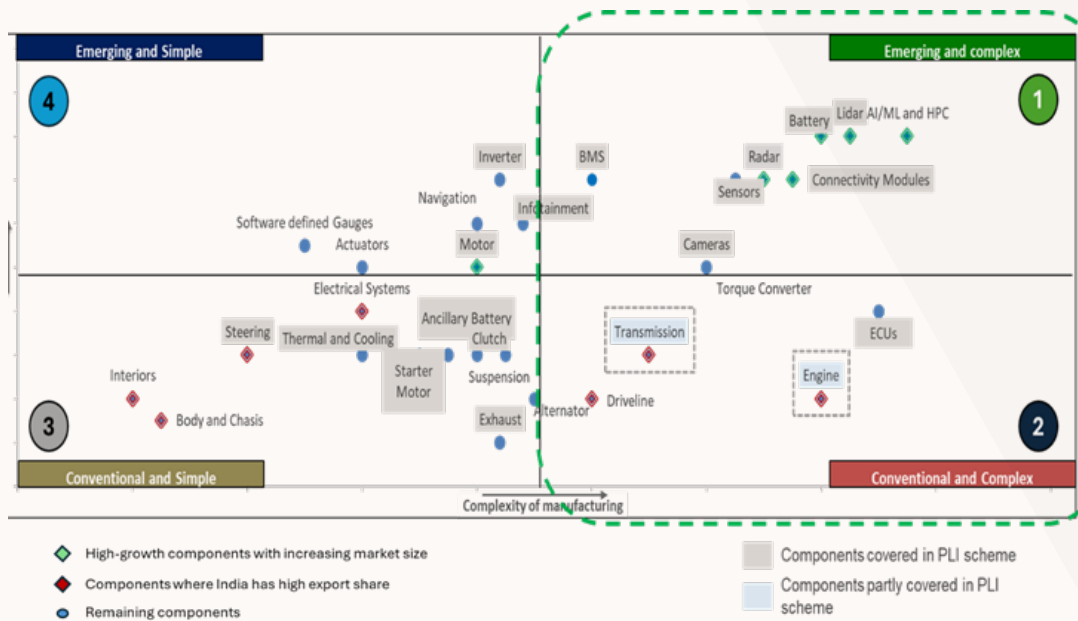 Emerging and Simple
Emerging and complex
4
1
Battery
Lidar
AI/ML and HPC
Inverter
BMS
Radar
Sensors
Connectivity Modules
Navigation
Infotainment
Software defined Gauges
Actuators
Motor
Cameras
Electrical Systems
Torque Converter
Steering
Thermal and Cooling
Ancillary Battery
Clutch
Transmission
ECUs
Starter
Motor
Suspension
Interiors
Engine
Body and Chasis
Exhaust
Alternator
Driveline
3
2
Conventional and Simple
Conventional and Complex
Complexity of manufacturing
High-growth components with increasing market size
Components where India has high export share
Remaining components
Components covered in PLI scheme
Components partly covered in PLI
scheme